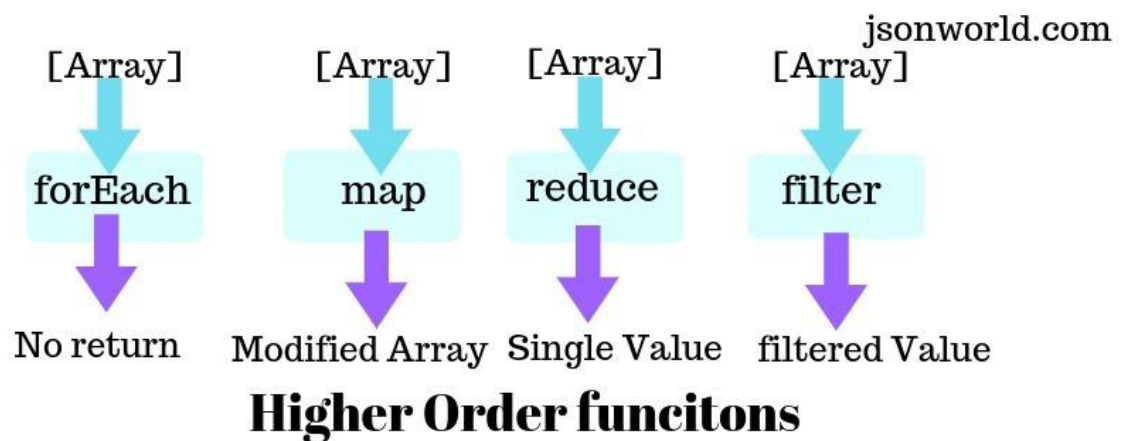 jsonworld.com
[Array] [Array] [Array] [Array]
forEach map reduce filter
No return Modified Array Single Value filtered Value
Higher Order funcitons